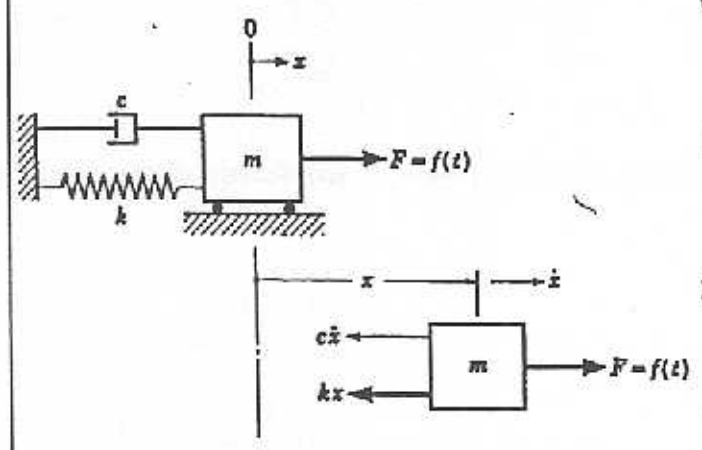 0
x
c
m
F = f(t)
k
x
ẋ
cẋ
m
F = f(t)
kx